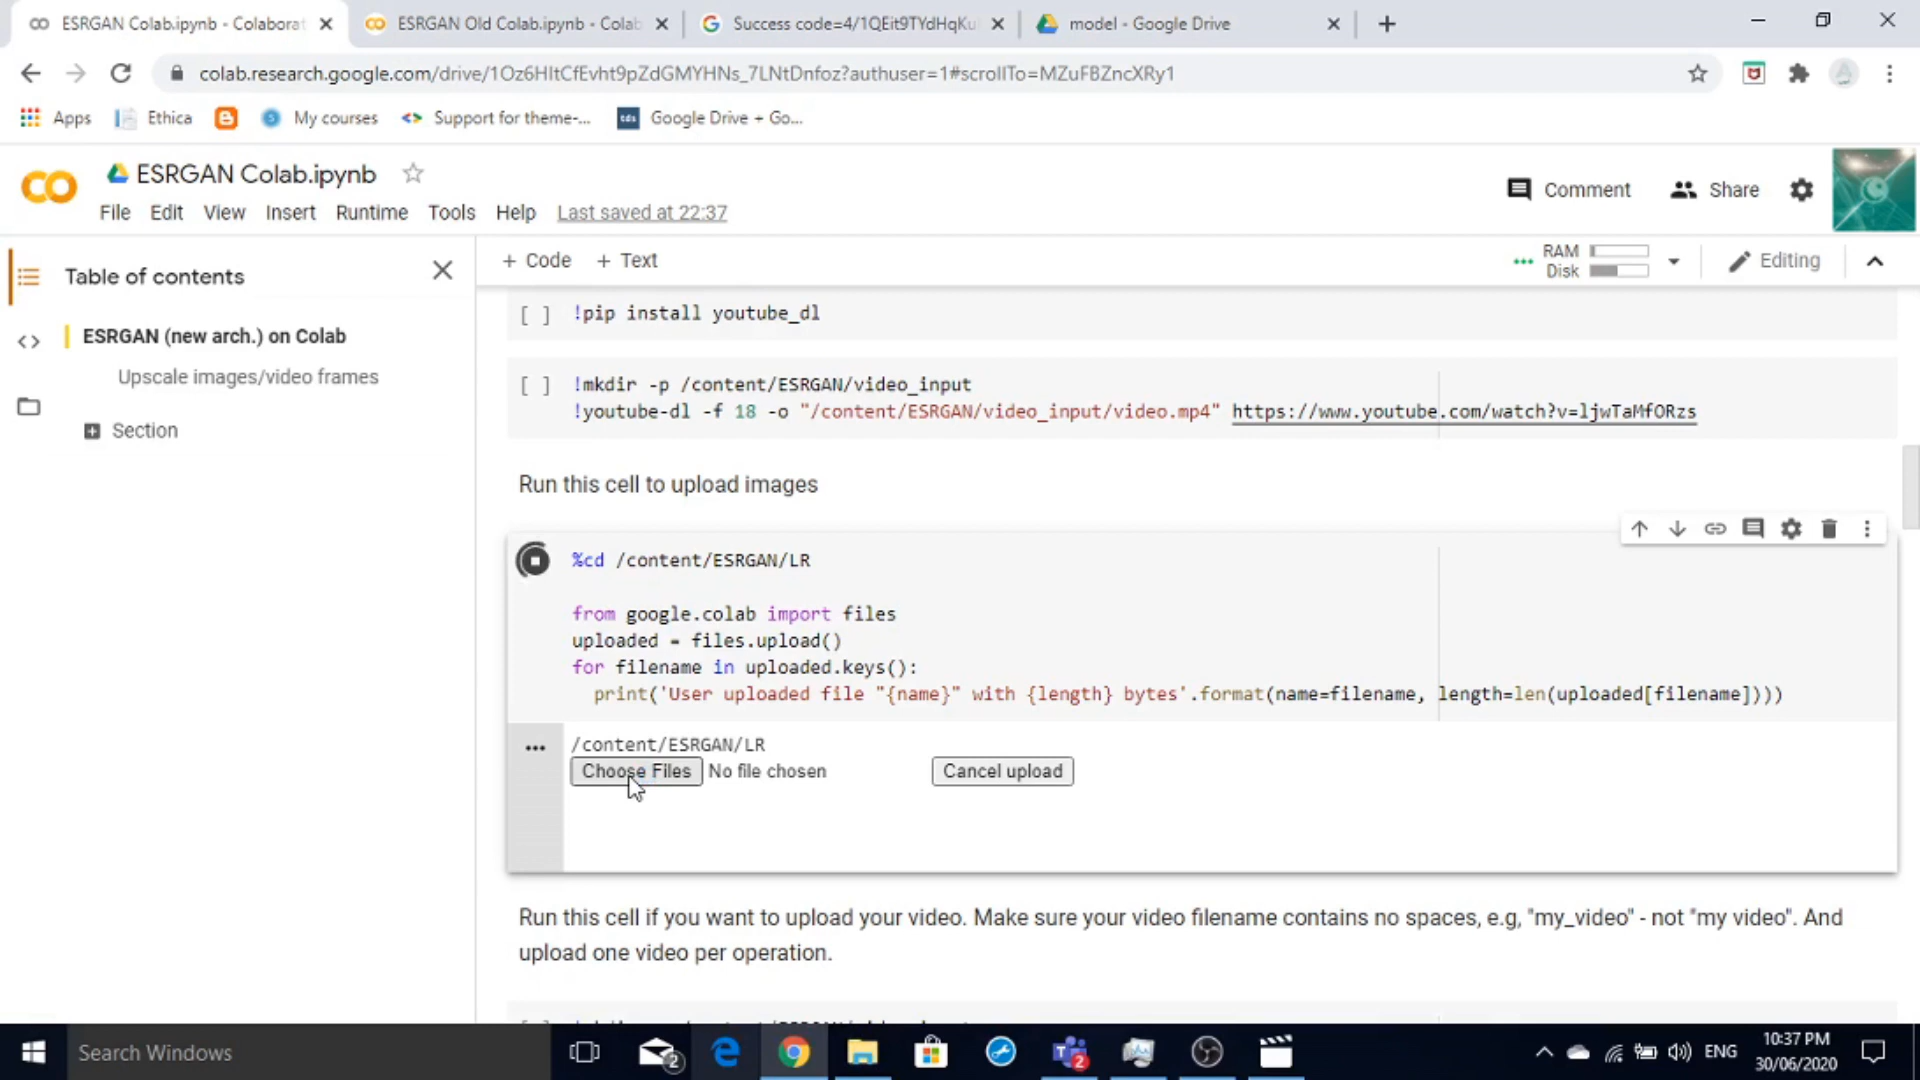 ESRGAN Colab.ipynb - Colaborat
ESRGAN Old Colab.ipynb - Colab
Success code=4/1QEit9TYdHqKu
model - Google Drive
colab.research.google.com/drive/1Oz6HItCfEvht9pZdGMYHNs_7LNtDnfoz?authuser=1#scrollTo=MZuFBZncXRy1
Apps
Ethica
My courses
Support for theme-...
tds
Google Drive + Go...
ESRGAN Colab.ipynb
Comment
Share
File Edit View Insert Runtime Tools Help Last saved at 22:37
Table of contents
+ Code + Text
RAM
Disk
Editing
ESRGAN (new arch.) on Colab
Upscale images/video frames
Section
[ ] !pip install youtube_dl
[ ] !mkdir -p /content/ESRGAN/video_input
!youtube-dl -f 18 -o "/content/ESRGAN/video_input/video.mp4" https://www.youtube.com/watch?v=ljwTaMfORzs
Run this cell to upload images
%cd /content/ESRGAN/LR
from google.colab import files
uploaded = files.upload()
for filename in uploaded.keys():
print('User uploaded file "{name}" with {length} bytes'.format(name=filename, length=len(uploaded[filename])))
/content/ESRGAN/LR
Choose Files No file chosen Cancel upload
Run this cell if you want to upload your video. Make sure your video filename contains no spaces, e.g, "my_video" - not "my video". And
upload one video per operation.
Search Windows
2
2
ENG
10:37 PM
30/06/2020